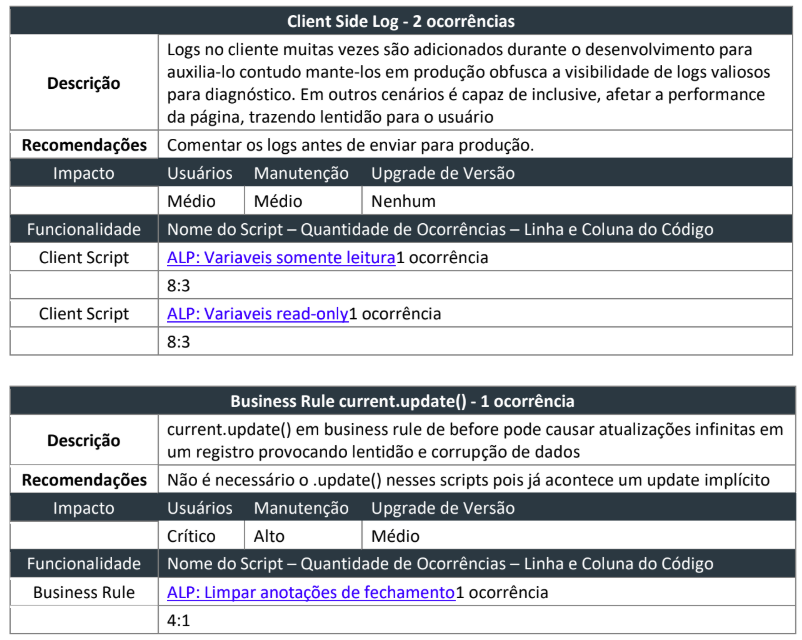 Client Side Log - 2 ocorrências
Descrição
Logs no cliente muitas vezes são adicionados durante o desenvolvimento para
auxilia-lo contudo mante-los em produção obfusca a visibilidade de logs valiosos
para diagnóstico. Em outros cenários é capaz de inclusive, afetar a performance
da página, trazendo lentidão para o usuário
Recomendações Comentar os logs antes de enviar para produção.
Impacto Usuários Manutenção Upgrade de Versão
Médio Médio Nenhum
Funcionalidade Nome do Script – Quantidade de Ocorrências – Linha e Coluna do Código
Client Script ALP: Variaveis somente leitura1 ocorrência
8:3
Client Script ALP: Variaveis read-only1 ocorrência
8:3
Business Rule current.update() - 1 ocorrência
Descrição
current.update() em business rule de before pode causar atualizações infinitas em
um registro provocando lentidão e corrupção de dados
Recomendações Não é necessário o .update() nesses scripts pois já acontece um update implícito
Impacto Usuários Manutenção Upgrade de Versão
Crítico Alto Médio
Funcionalidade Nome do Script – Quantidade de Ocorrências – Linha e Coluna do Código
Business Rule ALP: Limpar anotações de fechamento1 ocorrência
4:1